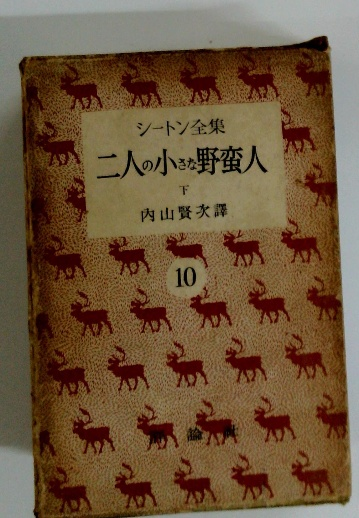 シートン全集
二人の小さな野蛮人
下
内山賢次譯
10
論